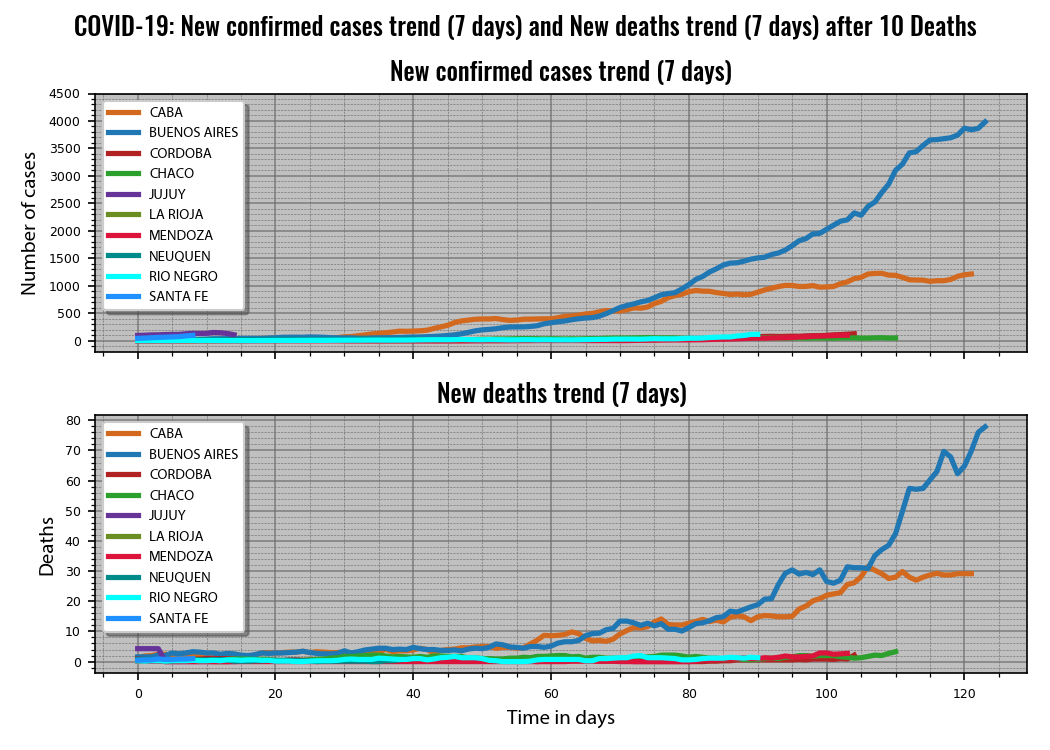 COVID-19: New confirmed cases trend (7 days) and New deaths trend (7 days) after 10 Deaths
New confirmed cases trend (7 days)
4500
4000
3500
3000
2500
2000
1500
1000
500
0
Number of cases
CABA
BUENOS AIRES
CORDOBA
CHACO
JUJUY
LA RIOJA
MENDOZA
NEUQUEN
RIO NEGRO
SANTA FE
New deaths trend (7 days)
80
70
60
50
40
30
20
10
0
Deaths
CABA
BUENOS AIRES
CORDOBA
CHACO
JUJUY
LA RIOJA
MENDOZA
NEUQUEN
RIO NEGRO
SANTA FE
0 20 40 60 80 100 120
Time in days